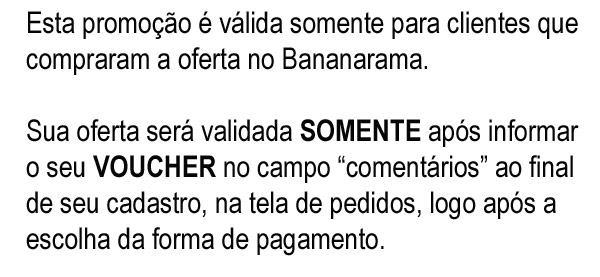 Esta promoção é válida somente para clientes que
compraram a oferta no Bananarama.
Sua oferta será validada SOMENTE após informar
o seu VOUCHER no campo “comentários” ao final
de seu cadastro, na tela de pedidos, logo após a
escolha da forma de pagamento.